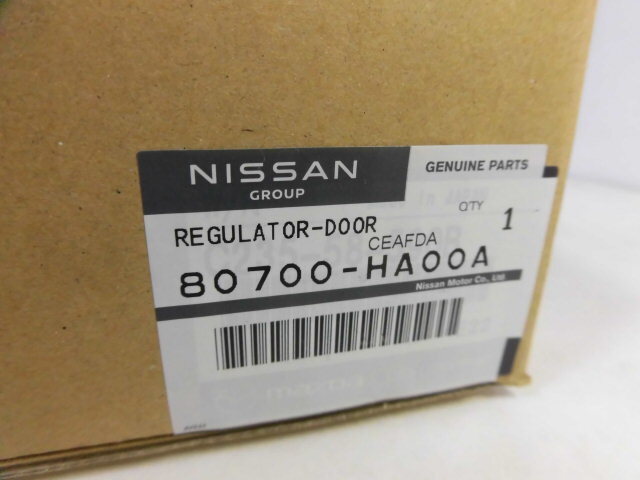 NISSAN
GROUP
GENUINE PARTS
REGULATOR-DOOR
QTY 1
CEAFDA
80700-HA00A
Nissan Motor Co., Ltd.